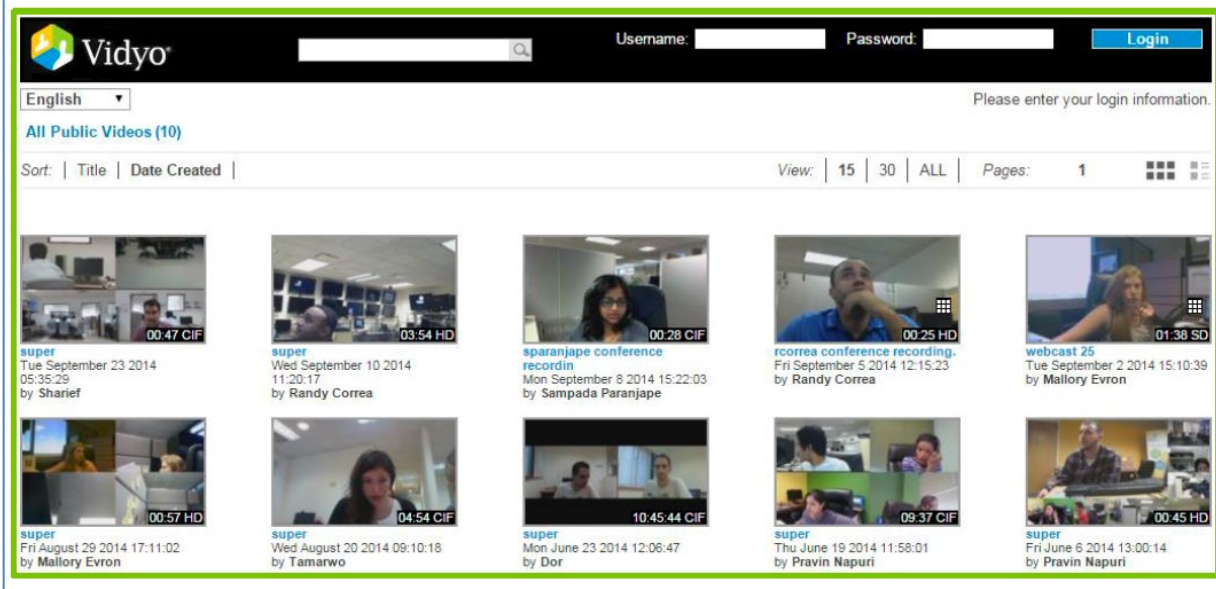 Vidyo
Username:
Password:
Login
English
Please enter your login information.
All Public Videos (10)
Sort: | Title | Date Created |
View: | 15 | 30 | ALL | Pages: 1
00:47 CIF
03:54 HD
00:28 CIF
00:25 HD
01:38 SD
super
Tue September 23 2014
05:35:29
by Sharief
super
Wed September 10 2014
11:20:17
by Randy Correa
sparanjape conference
recordin
Mon September 8 2014 15:22:03
by Sampada Paranjape
rcorrea conference recording.
Fri September 5 2014 12:15:23
by Randy Correa
webcast 25
Tue September 2 2014 15:10:39
by Mallory Evron
00:57 HD
04:54 CIF
10:45:44 CIF
09:37 CIF
00:45 HD
super
Fri August 29 2014 17:11:02
by Mallory Evron
super
Wed August 20 2014 09:10:18
by Tamarwo
super
Mon June 23 2014 12:06:47
by Dor
super
Thu June 19 2014 11:58:01
by Pravin Napuri
super
Fri June 6 2014 13:00:14
by Pravin Napuri